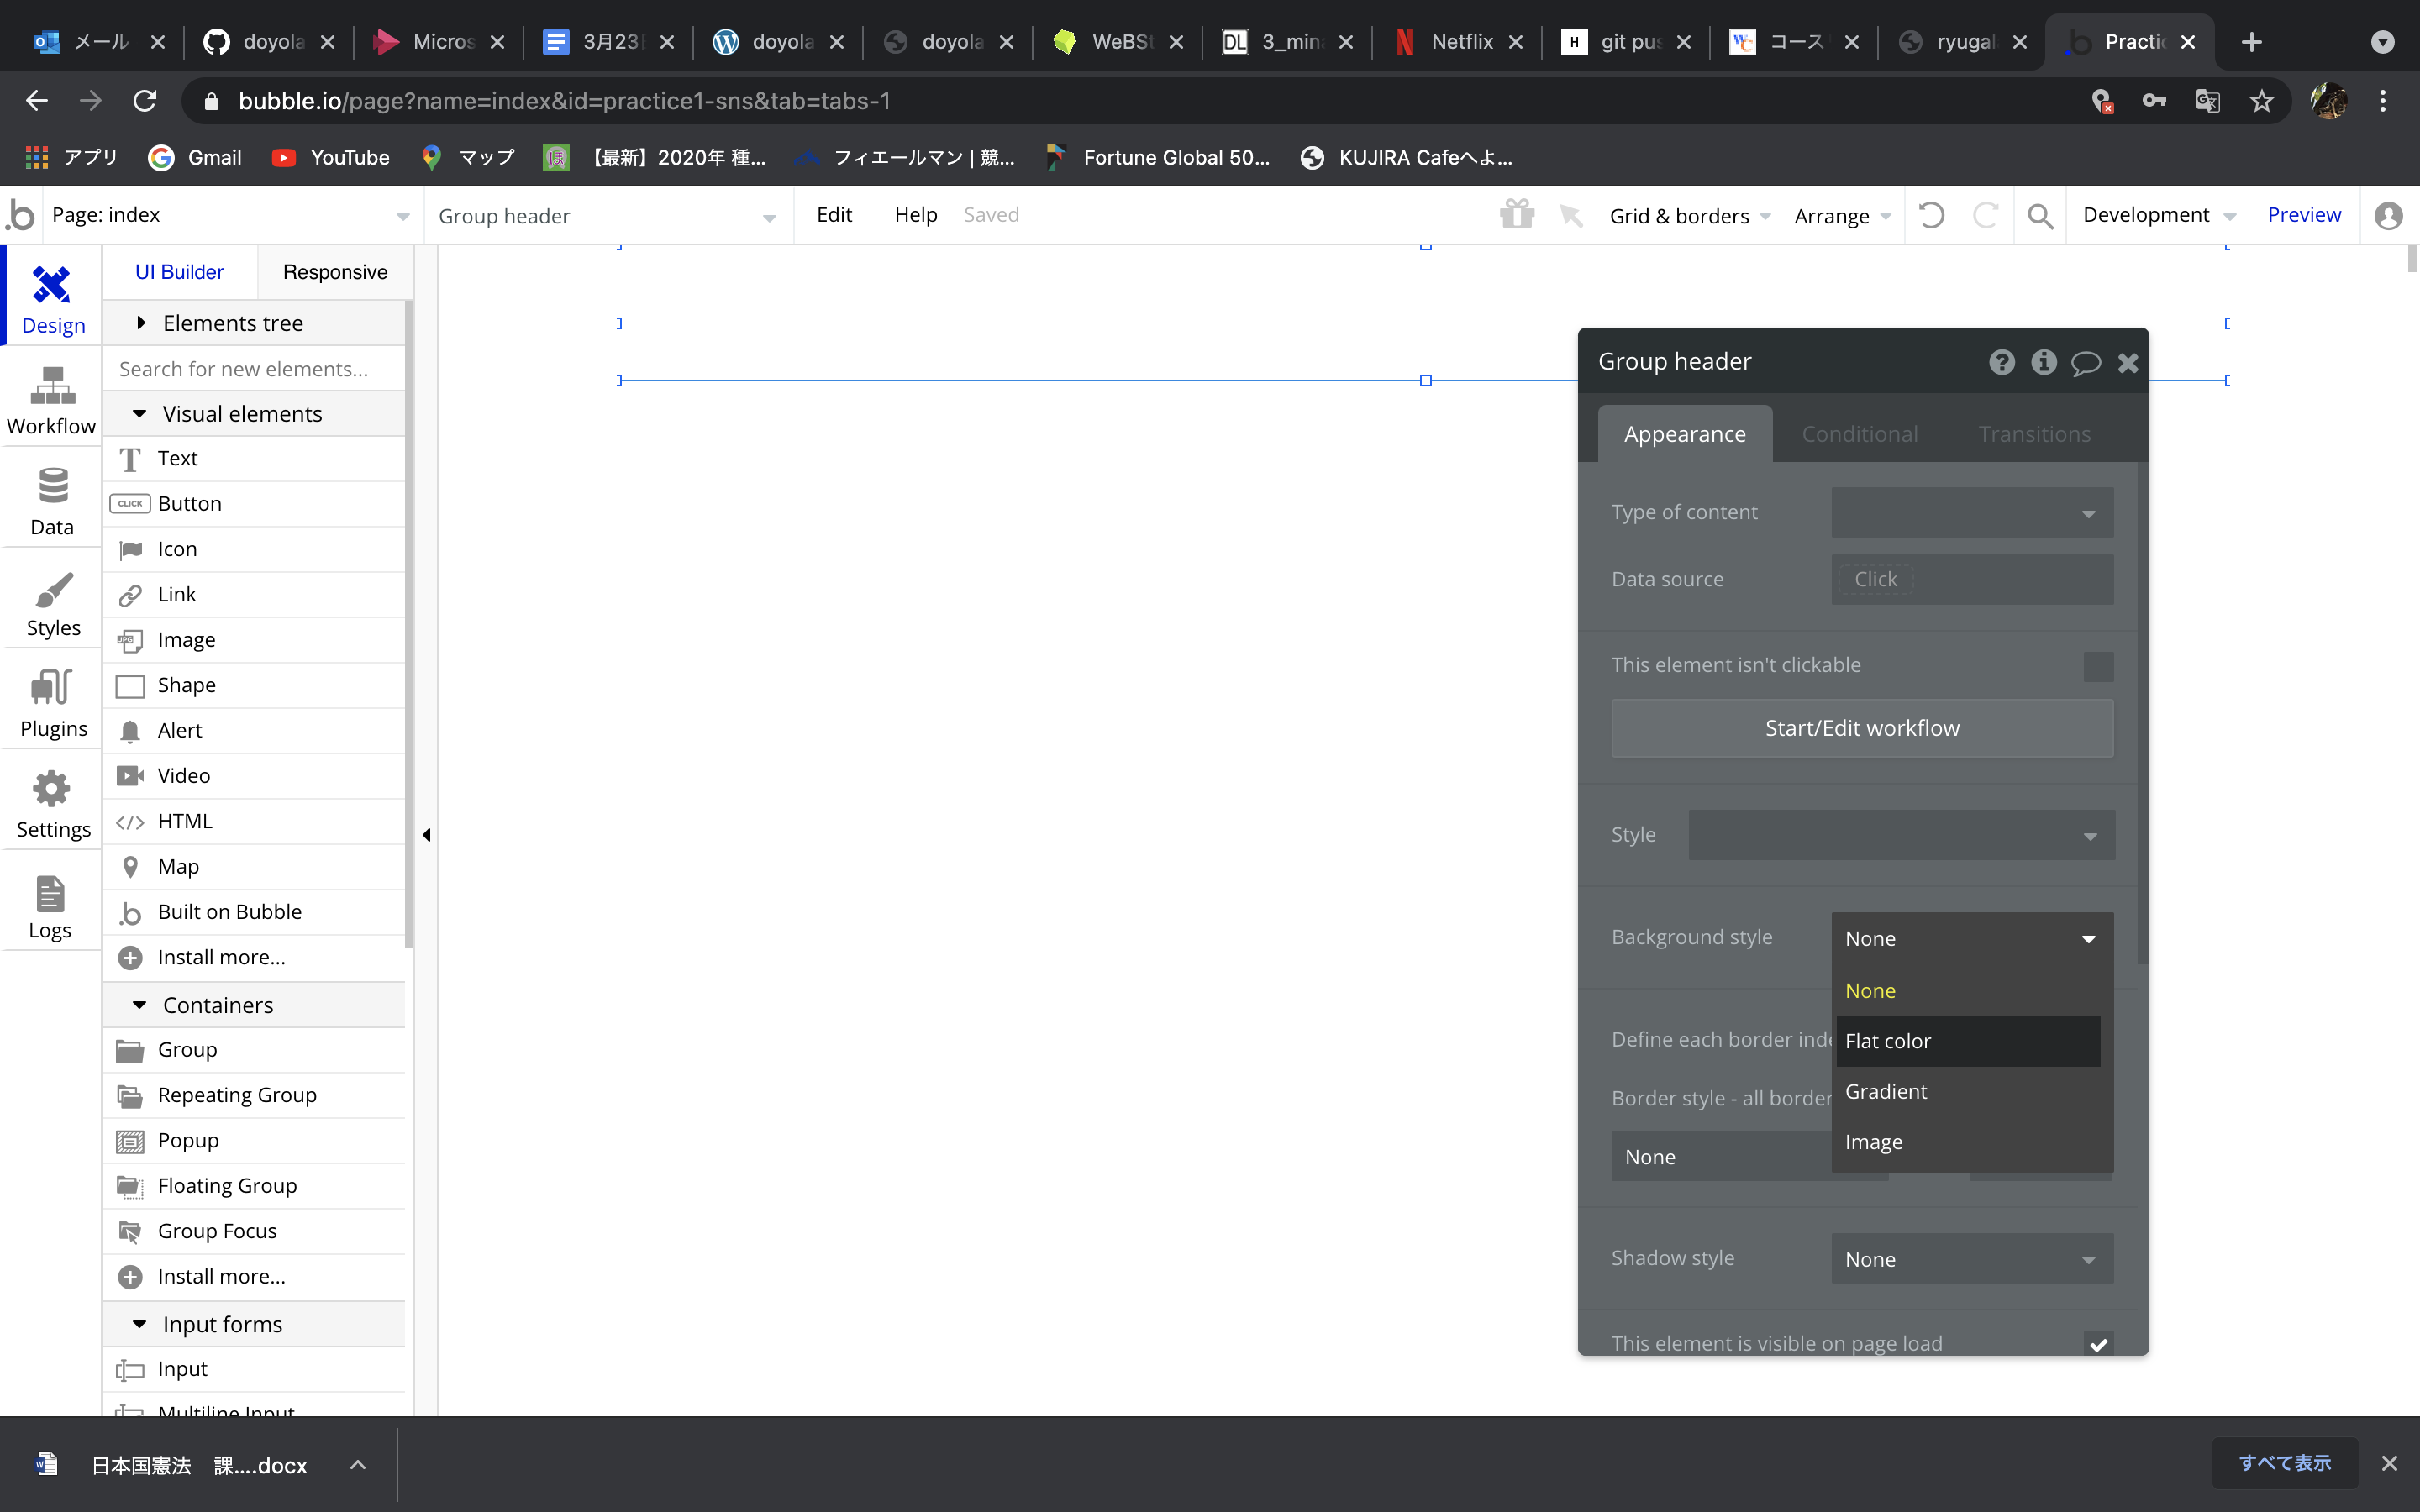 メール
doyola
Micros
3月23日
doyola
doyola
WeBSt
3_mina
Netflix
git pus
コース
ryugal
Practic
bubble.io/page?name=index&id=practice1-sns&tab=tabs-1
アプリ
Gmail
YouTube
マップ
【最新】2020年 種...
フィエールマン | 競...
Fortune Global 50...
KUJIRA Cafeへよ...
Page: index
Group header
Edit
Help
Saved
Grid & borders
Arrange
Development
Preview
Design
Workflow
Data
Styles
Plugins
Settings
Logs
UI Builder
Responsive
Elements tree
Search for new elements...
Visual elements
Text
CLICK
Button
Icon
Link
Image
Shape
Alert
Video
HTML
Map
Built on Bubble
Install more...
Containers
Group
Repeating Group
Popup
Floating Group
Group Focus
Install more...
Input forms
Input
Multiline Input
Group header
Appearance
Conditional
Transitions
Type of content
Data source
Click
This element isn't clickable
Start/Edit workflow
Style
Background style
None
None
Flat color
Gradient
Image
Define each border inde
Border style - all border
None
Shadow style
None
This element is visible on page load
日本国憲法　課....docx
すべて表示